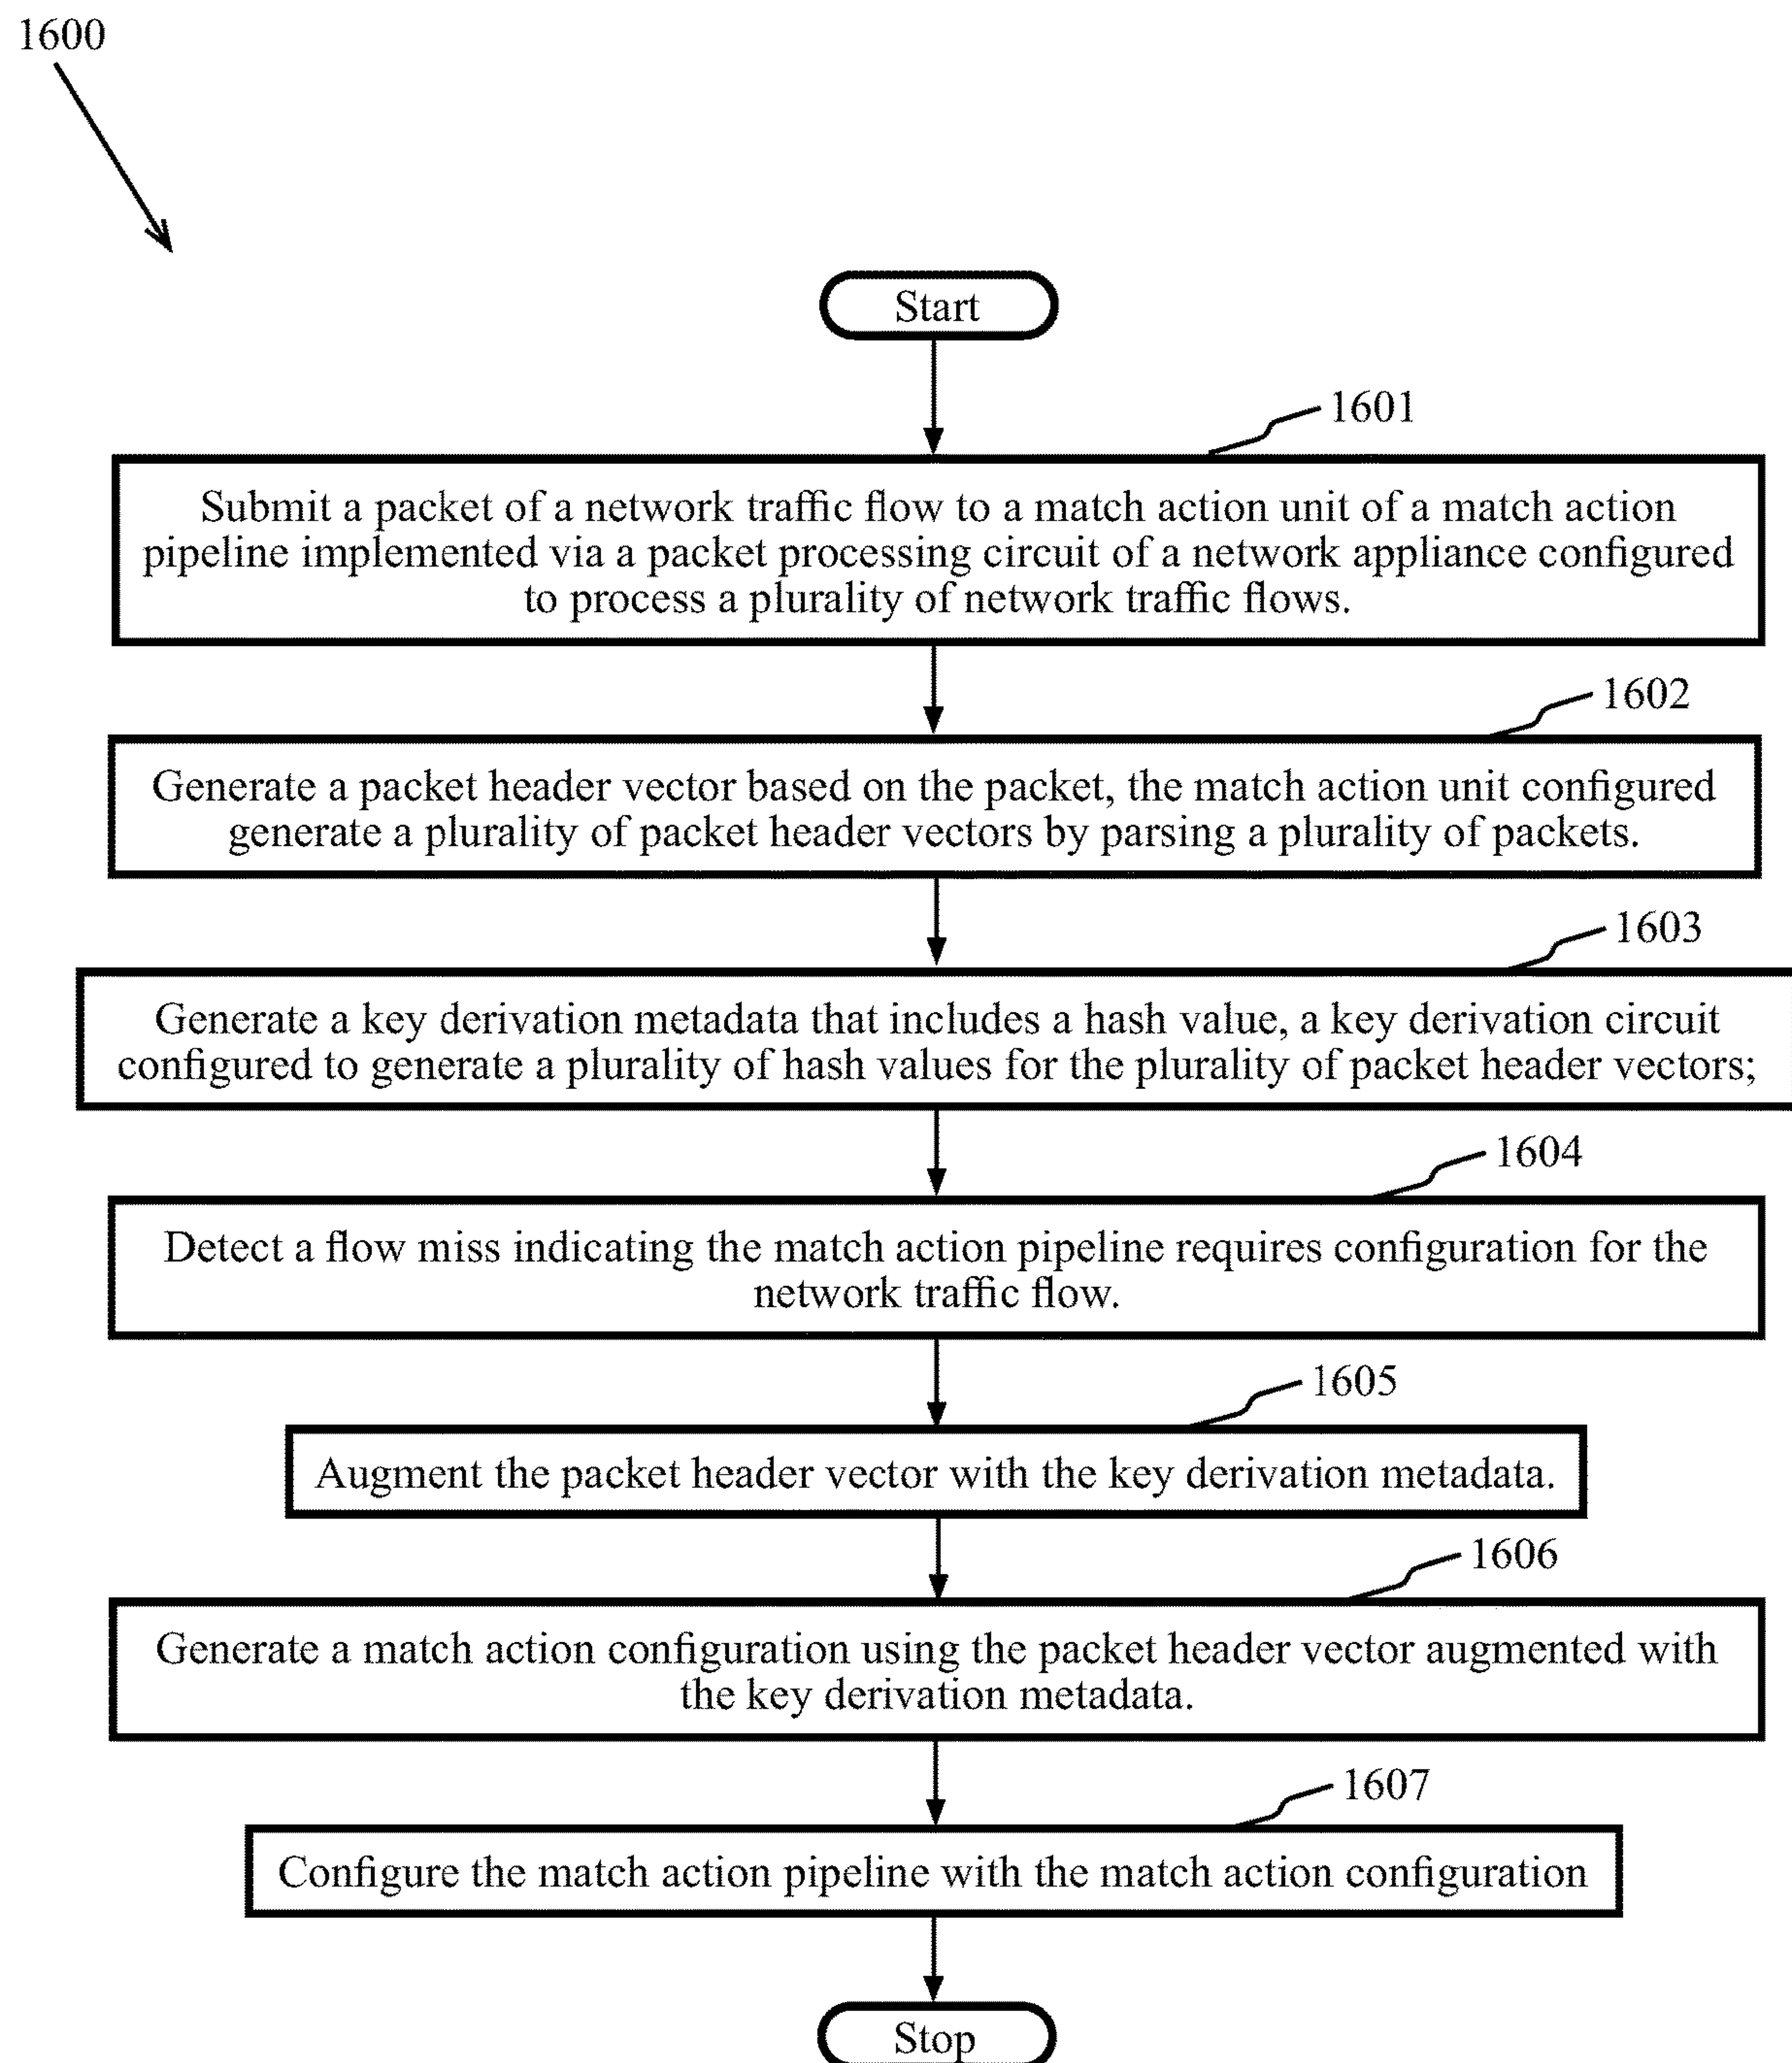 1600
Start
1601
Submit a packet of a network traffic flow to a match action unit of a match action
pipeline implemented via a packet processing circuit of a network appliance configured
to process a plurality of network traffic flows.
1602
Generate a packet header vector based on the packet, the match action unit configured
generate a plurality of packet header vectors by parsing a plurality of packets.
1603
Generate a key derivation metadata that includes a hash value, a key derivation circuit
configured to generate a plurality of hash values for the plurality of packet header vectors;
1604
Detect a flow miss indicating the match action pipeline requires configuration for the
network traffic flow.
1605
Augment the packet header vector with the key derivation metadata.
1606
Generate a match action configuration using the packet header vector augmented with
the key derivation metadata.
1607
Configure the match action pipeline with the match action configuration
Stop